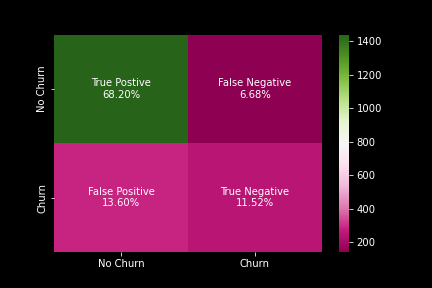 No Churn
True Postive
68.20%
False Negative
6.68%
Churn
False Positive
13.60%
True Negative
11.52%
No Churn
Churn
1400
1200
1000
800
600
400
200